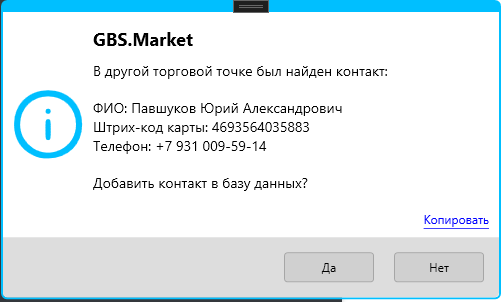 GBS.Market
В другой торговой точке был найден контакт:
ФИО: Павшуков Юрий Александрович
Штрих-код карты: 4693564035883
Телефон: +7 931 009-59-14
Добавить контакт в базу данных?
Копировать
Да
Нет